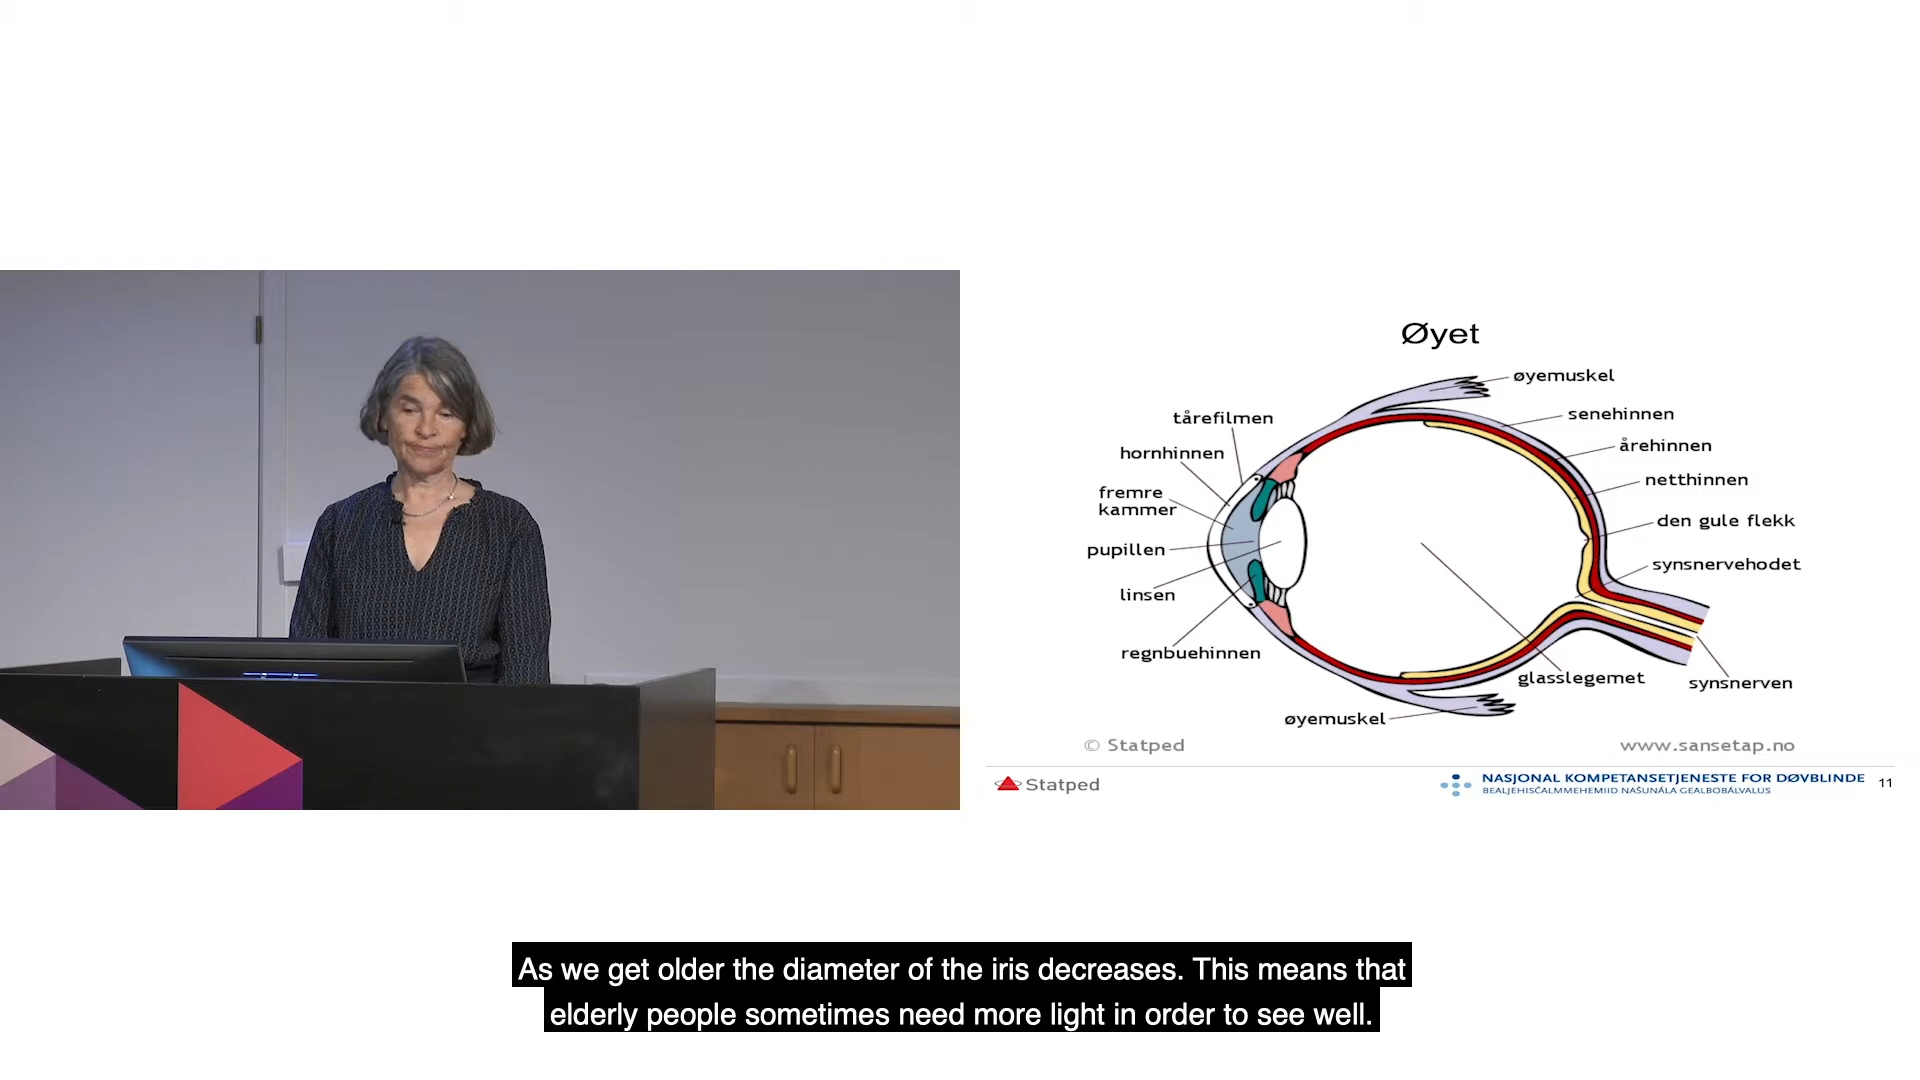 Øyet
øyemuskel
senehinnen
tårefilmen
årehinnen
hornhinnen
netthinnen
fremre
kammer
den gule flekk
pupillen
synsnervehodet
linsen
regnbuehinnen
glasslegemet
synsnerven
øyemuskel
© Statped
www.sansetap.no
Statped
NASJONAL KOMPETANSETJENESTE FOR DØVBLINDE
BEALJEHISČALMMEHEMIID NAŠUNÁLA GEALBOBÁLVALUS
11
As we get older the diameter of the iris decreases. This means that
elderly people sometimes need more light in order to see well.